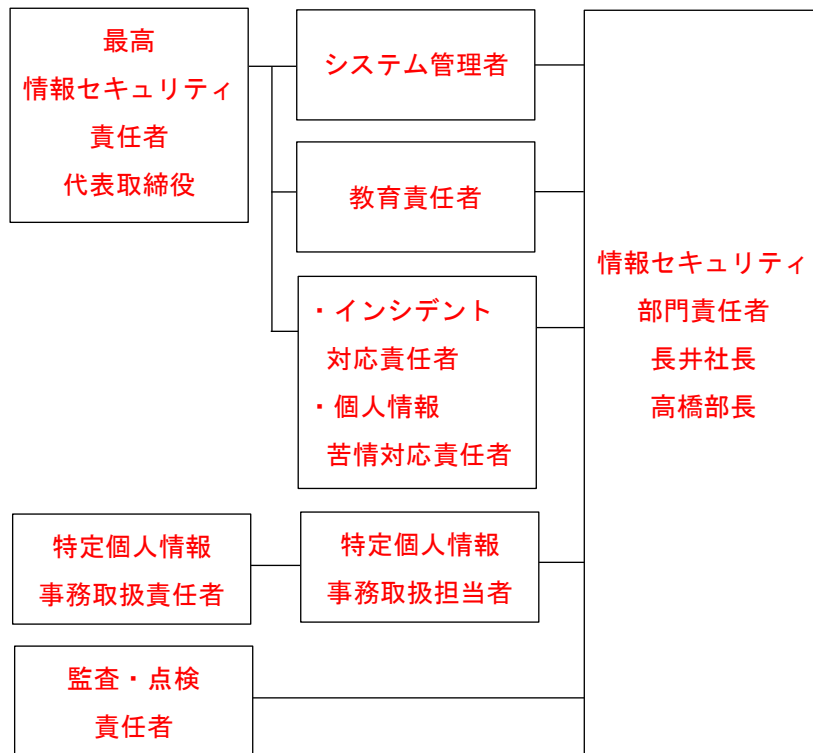 最高
情報セキュリティ
責任者
代表取締役
システム管理者
教育責任者
・インシデント
対応責任者
・個人情報
苦情対応責任者
特定個人情報
事務取扱責任者
特定個人情報
事務取扱担当者
監査・点検
責任者
情報セキュリティ
部門責任者
長井社長
高橋部長